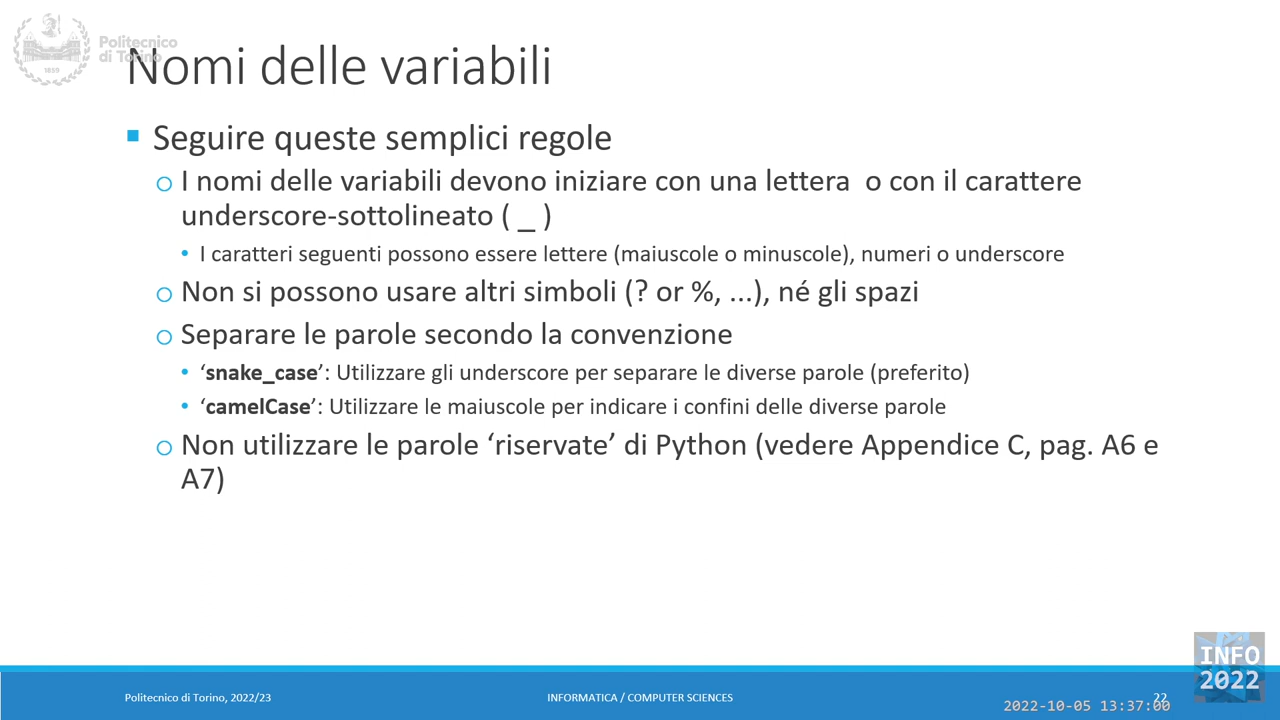 Politecnico
di Torino
1859
Nomi delle variabili
▪ Seguire queste semplici regole
o I nomi delle variabili devono iniziare con una lettera o con il carattere
underscore-sottolineato ( _ )
• I caratteri seguenti possono essere lettere (maiuscole o minuscole), numeri o underscore
o Non si possono usare altri simboli (? or %, ...), né gli spazi
o Separare le parole secondo la convenzione
• ‘snake_case’: Utilizzare gli underscore per separare le diverse parole (preferito)
• ‘camelCase’: Utilizzare le maiuscole per indicare i confini delle diverse parole
o Non utilizzare le parole ‘riservate’ di Python (vedere Appendice C, pag. A6 e
A7)
INFO
2022
Politecnico di Torino, 2022/23
INFORMATICA / COMPUTER SCIENCES
22
2022-10-05 13:37:00